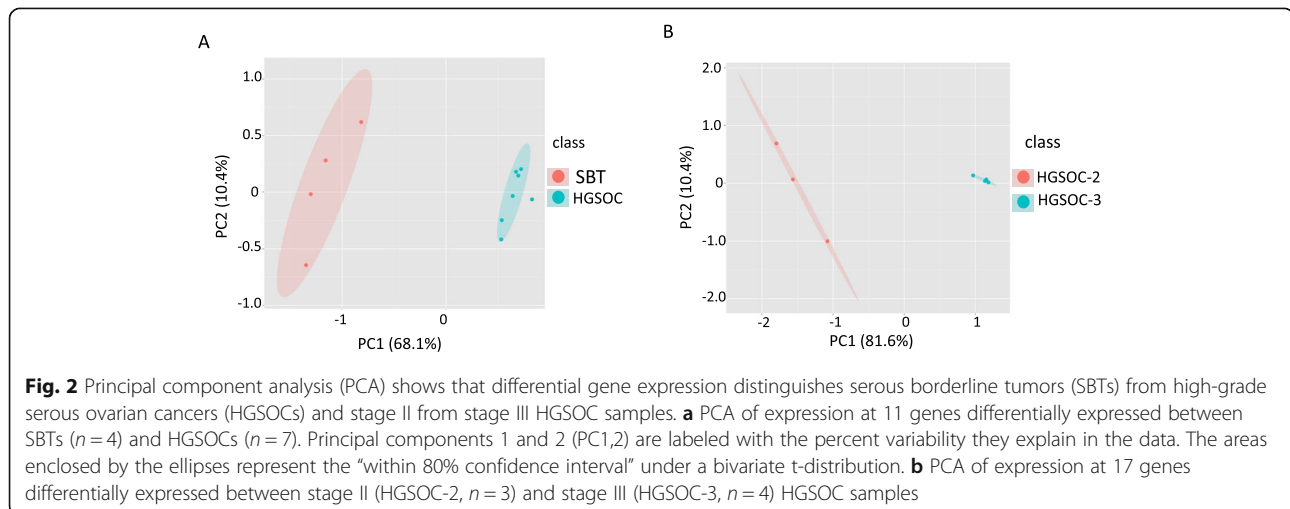 A
1.0
0.5
0
-0.5
-1.0
PC2 (10.4%)
-1
0
PC1 (68.1%)
class
SBT
HGSOC
B
2.0
1.0
0
-1.0
-2.0
PC2 (10.4%)
-2
-1
0
1
PC1 (81.6%)
class
HGSOC-2
HGSOC-3
Fig. 2 Principal component analysis (PCA) shows that differential gene expression distinguishes serous borderline tumors (SBTs) from high-grade
serous ovarian cancers (HGSOCs) and stage II from stage III HGSOC samples. a PCA of expression at 11 genes differentially expressed between
SBTs (n = 4) and HGSOCs (n = 7). Principal components 1 and 2 (PC1,2) are labeled with the percent variability they explain in the data. The areas
enclosed by the ellipses represent the “within 80% confidence interval” under a bivariate t-distribution. b PCA of expression at 17 genes
differentially expressed between stage II (HGSOC-2, n = 3) and stage III (HGSOC-3, n = 4) HGSOC samples